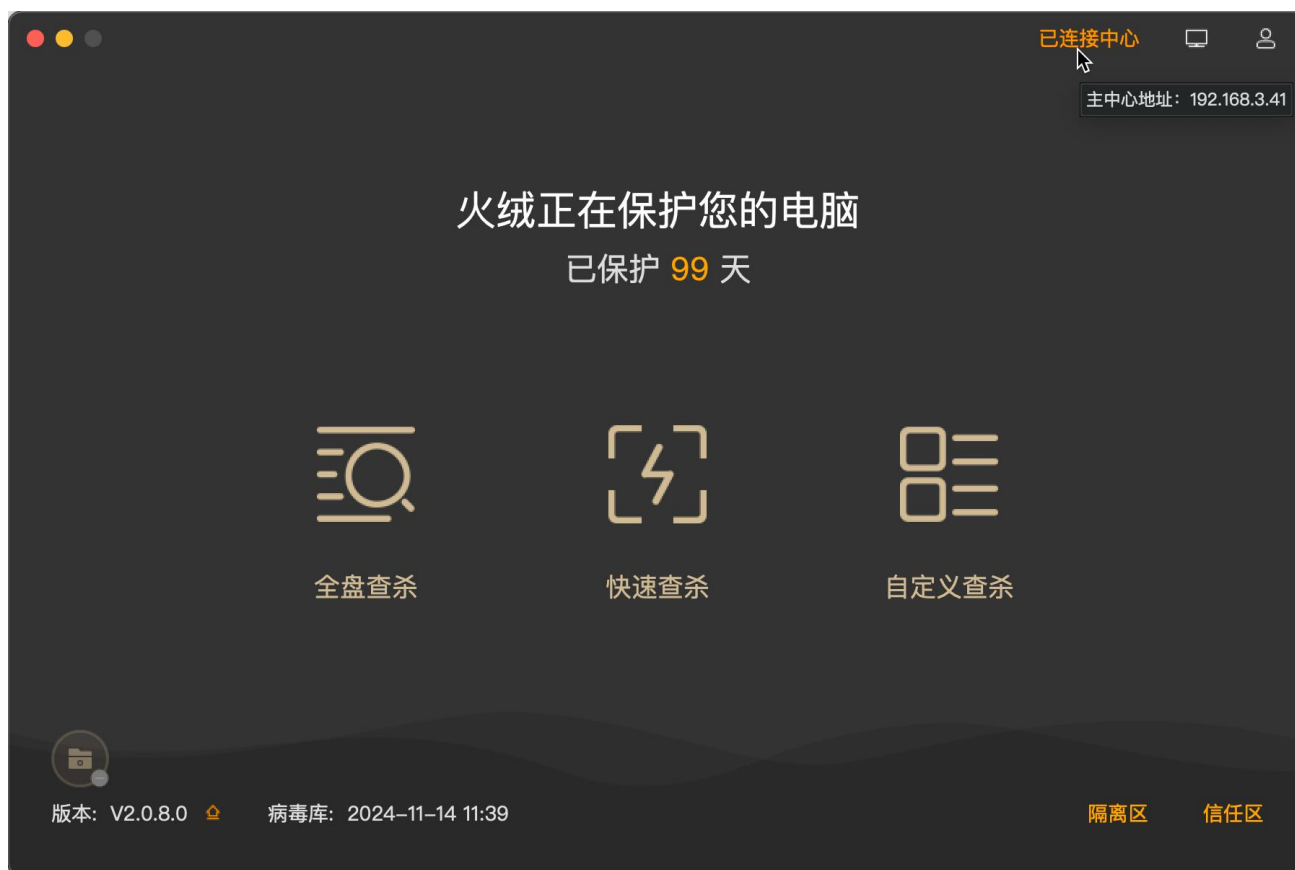 已连接中心
主中心地址：192.168.3.41
火绒正在保护您的电脑
已保护 99 天
全盘查杀
快速查杀
自定义查杀
版本: V2.0.8.0 病毒库: 2024-11-14 11:39 隔离区 信任区